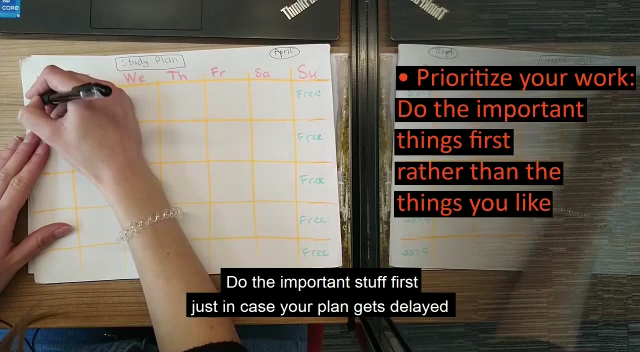 CORE
ThinkPad
Study Plan
April
We Th Fr Sa Su
Free
Free
Free
Free
Free
• Prioritize your work:
Do the important
things first
rather than the
things you like
Do the important stuff first
just in case your plan gets delayed